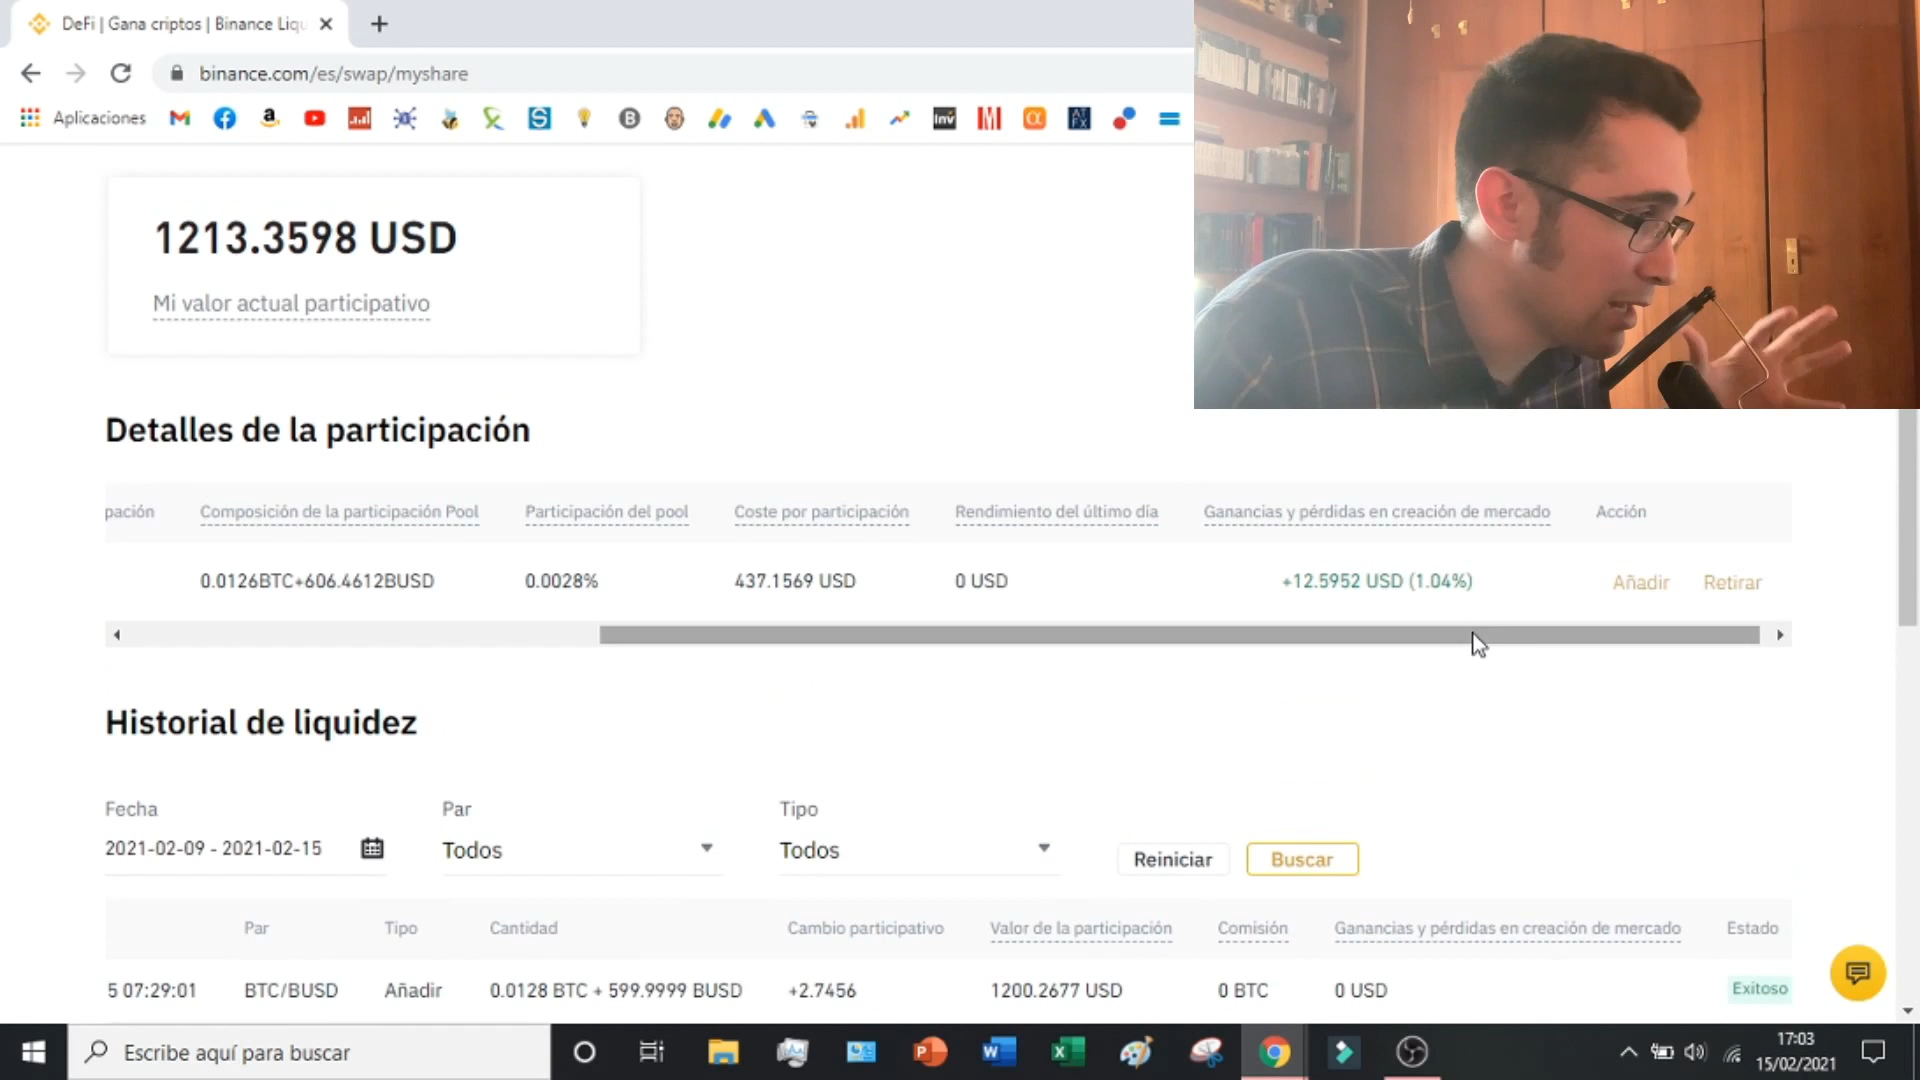 DeFi | Gana criptos | Binance Liqu
binance.com/es/swap/myshare
Aplicaciones
1213.3598 USD
Mi valor actual participativo
Detalles de la participación
pación Composición de la participación Pool Participación del pool Coste por participación Rendimiento del último día Ganancias y pérdidas en creación de mercado Acción
0.0126BTC+606.4612BUSD 0.0028% 437.1569 USD 0 USD +12.5952 USD (1.04%) Añadir Retirar
Historial de liquidez
Fecha Par Tipo
2021-02-09 - 2021-02-15 Todos Todos Reiniciar Buscar
Par Tipo Cantidad Cambio participativo Valor de la participación Comisión Ganancias y pérdidas en creación de mercado Estado
5 07:29:01 BTC/BUSD Añadir 0.0128 BTC + 599.9999 BUSD +2.7456 1200.2677 USD 0 BTC 0 USD Exitoso
Escribe aquí para buscar
17:03
15/02/2021